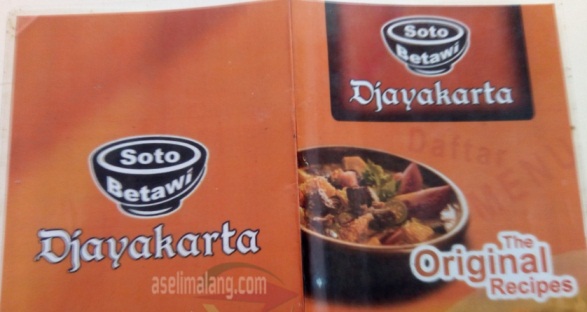 Soto
Betawi
Djayakarta
aselimalang.com
Soto
Betawi
Djayakarta
Daftar
MENU
The
Original
Recipes